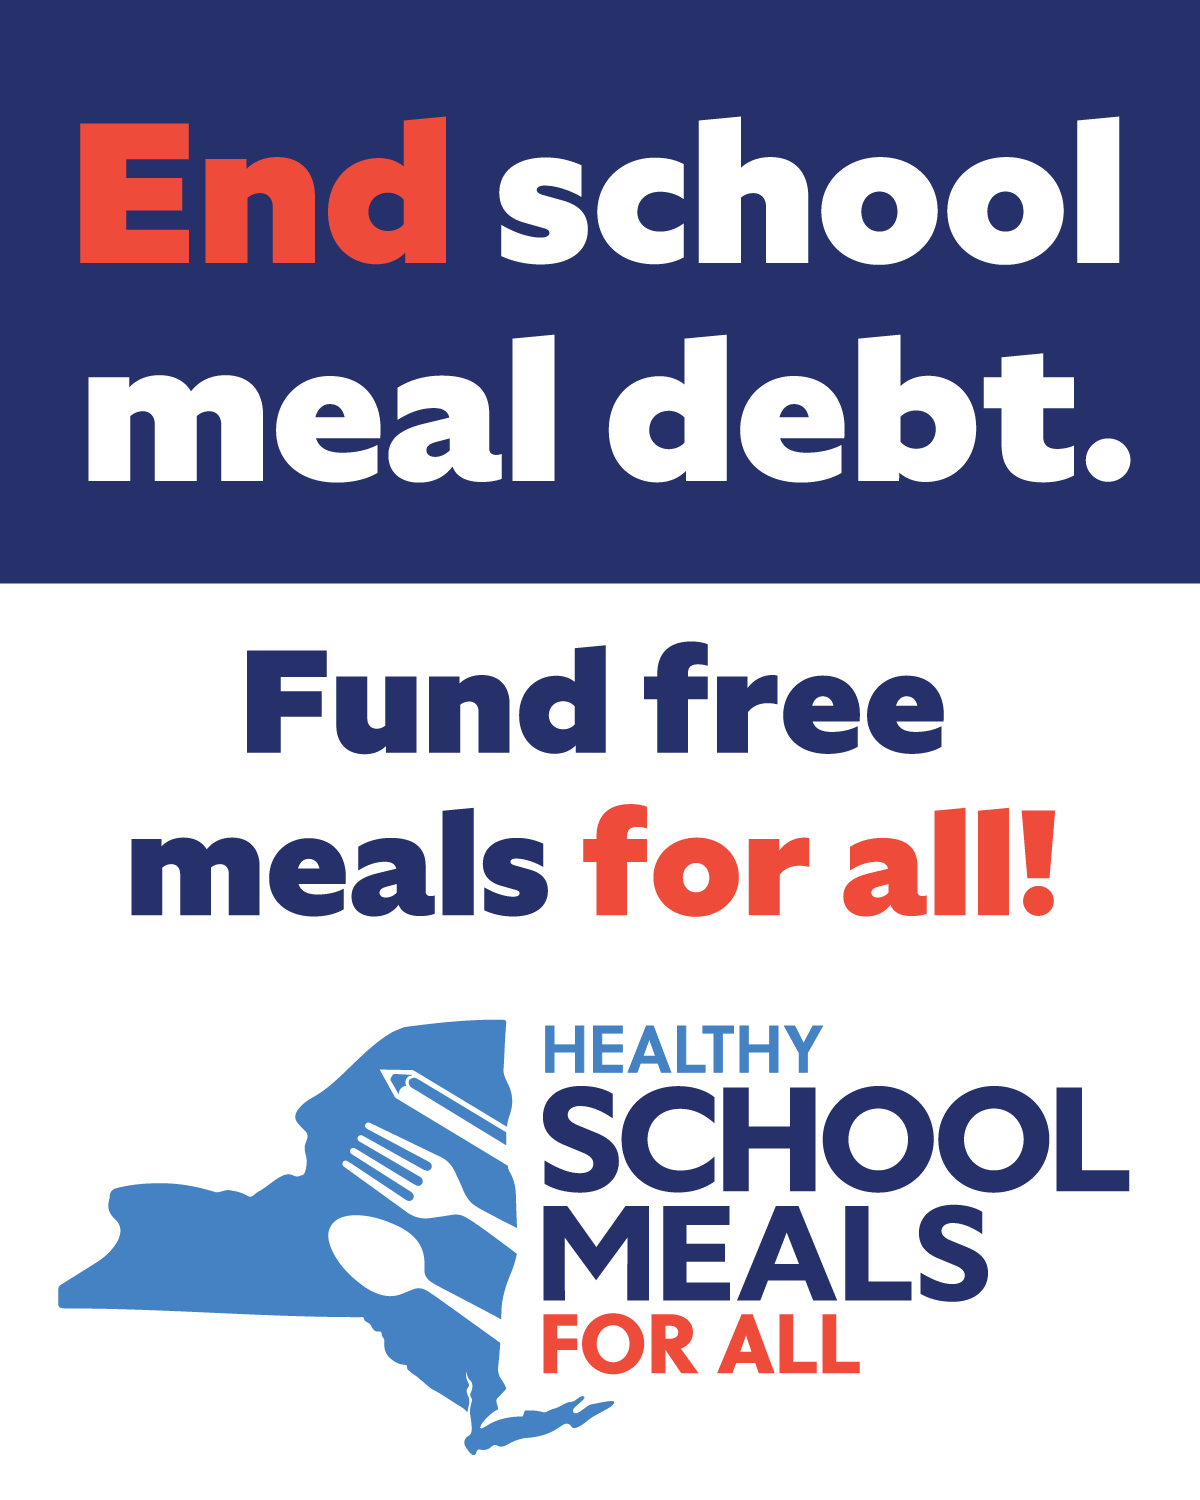 End school
meal debt.
Fund free
meals for all!
HEALTHY
SCHOOL
MEALS
FOR ALL